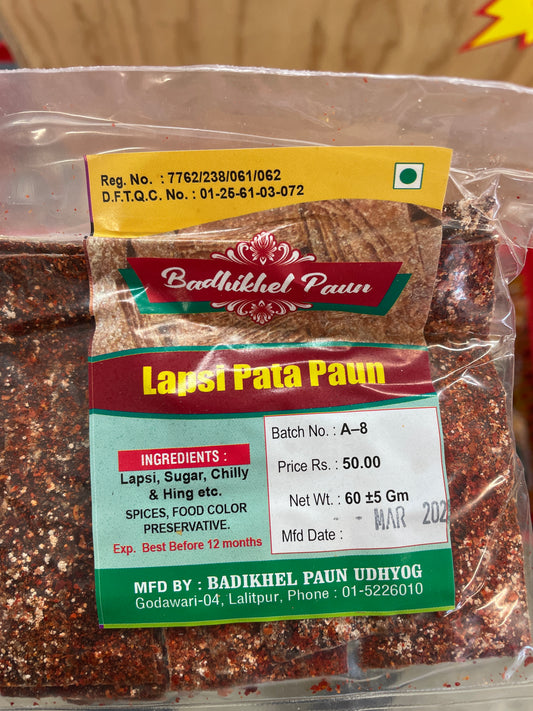 Reg. No. : 7762/238/061/062
D.F.T.Q.C. No. : 01-25-61-03-072
Badhikhel Paun
Lapsi Pata Paun
INGREDIENTS :
Lapsi, Sugar, Chilly
& Hing etc.
SPICES, FOOD COLOR
PRESERVATIVE.
Exp. Best Before 12 months
Batch No. : A–8
Price Rs. : 50.00
Net Wt. : 60 ±5 Gm
MAR 202
Mfd Date :
MFD BY : BADIKHEL PAUN UDHYOG
Godawari-04, Lalitpur, Phone : 01-5226010